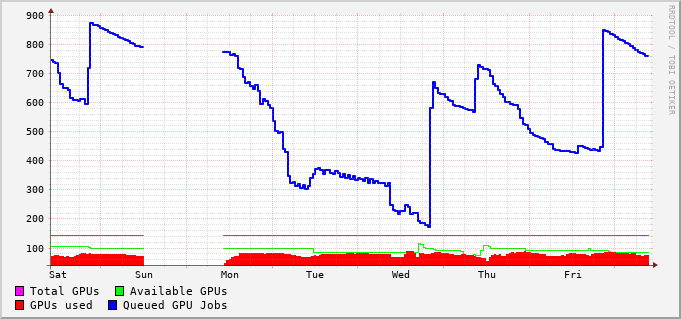 900
800
700
600
500
400
300
200
100
Sat Sun Mon Tue Wed Thu Fri
Total GPUs Available GPUs
GPUs used Queued GPU Jobs
RRDTOOL / TOBI OETIKER